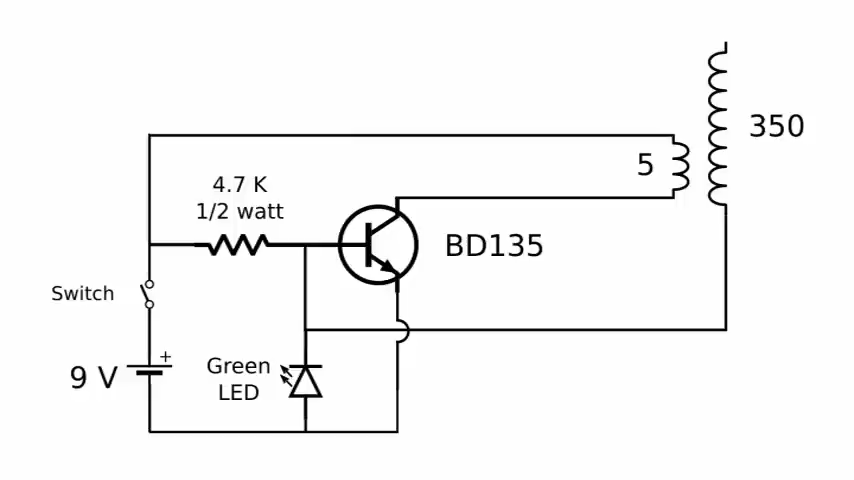 350
5
4.7 K
1/2 watt
BD135
Switch
+
9 V
Green
LED